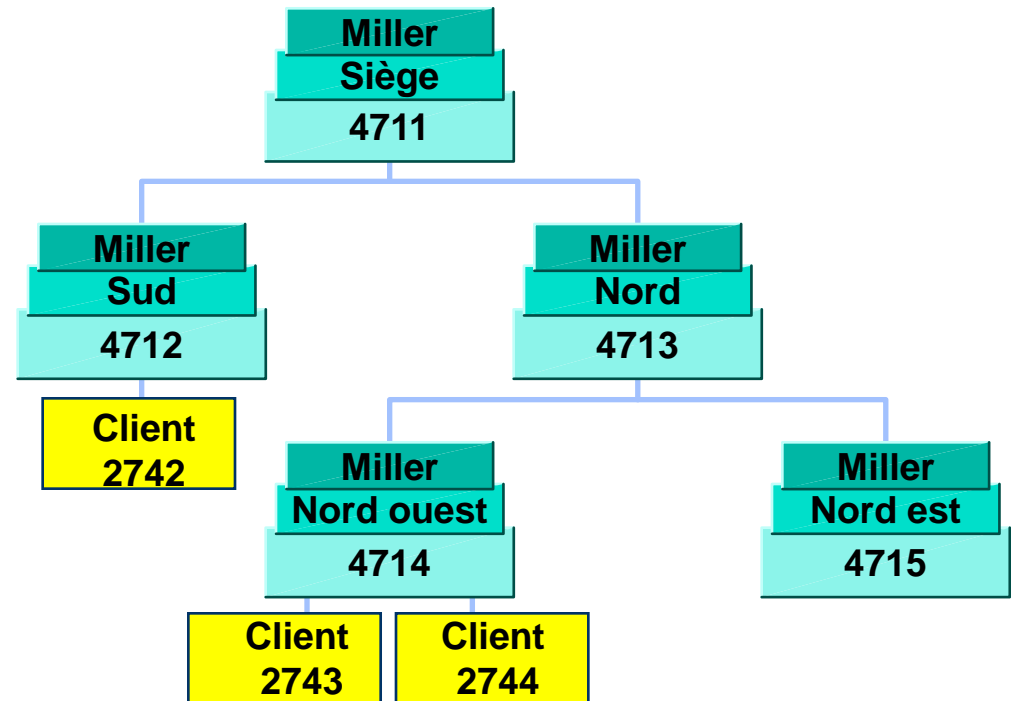 Miller
Siège
4711
Miller
Sud
4712
Miller
Nord
4713
Client
2742
Miller
Nord ouest
4714
Miller
Nord est
4715
Client
2743
Client
2744